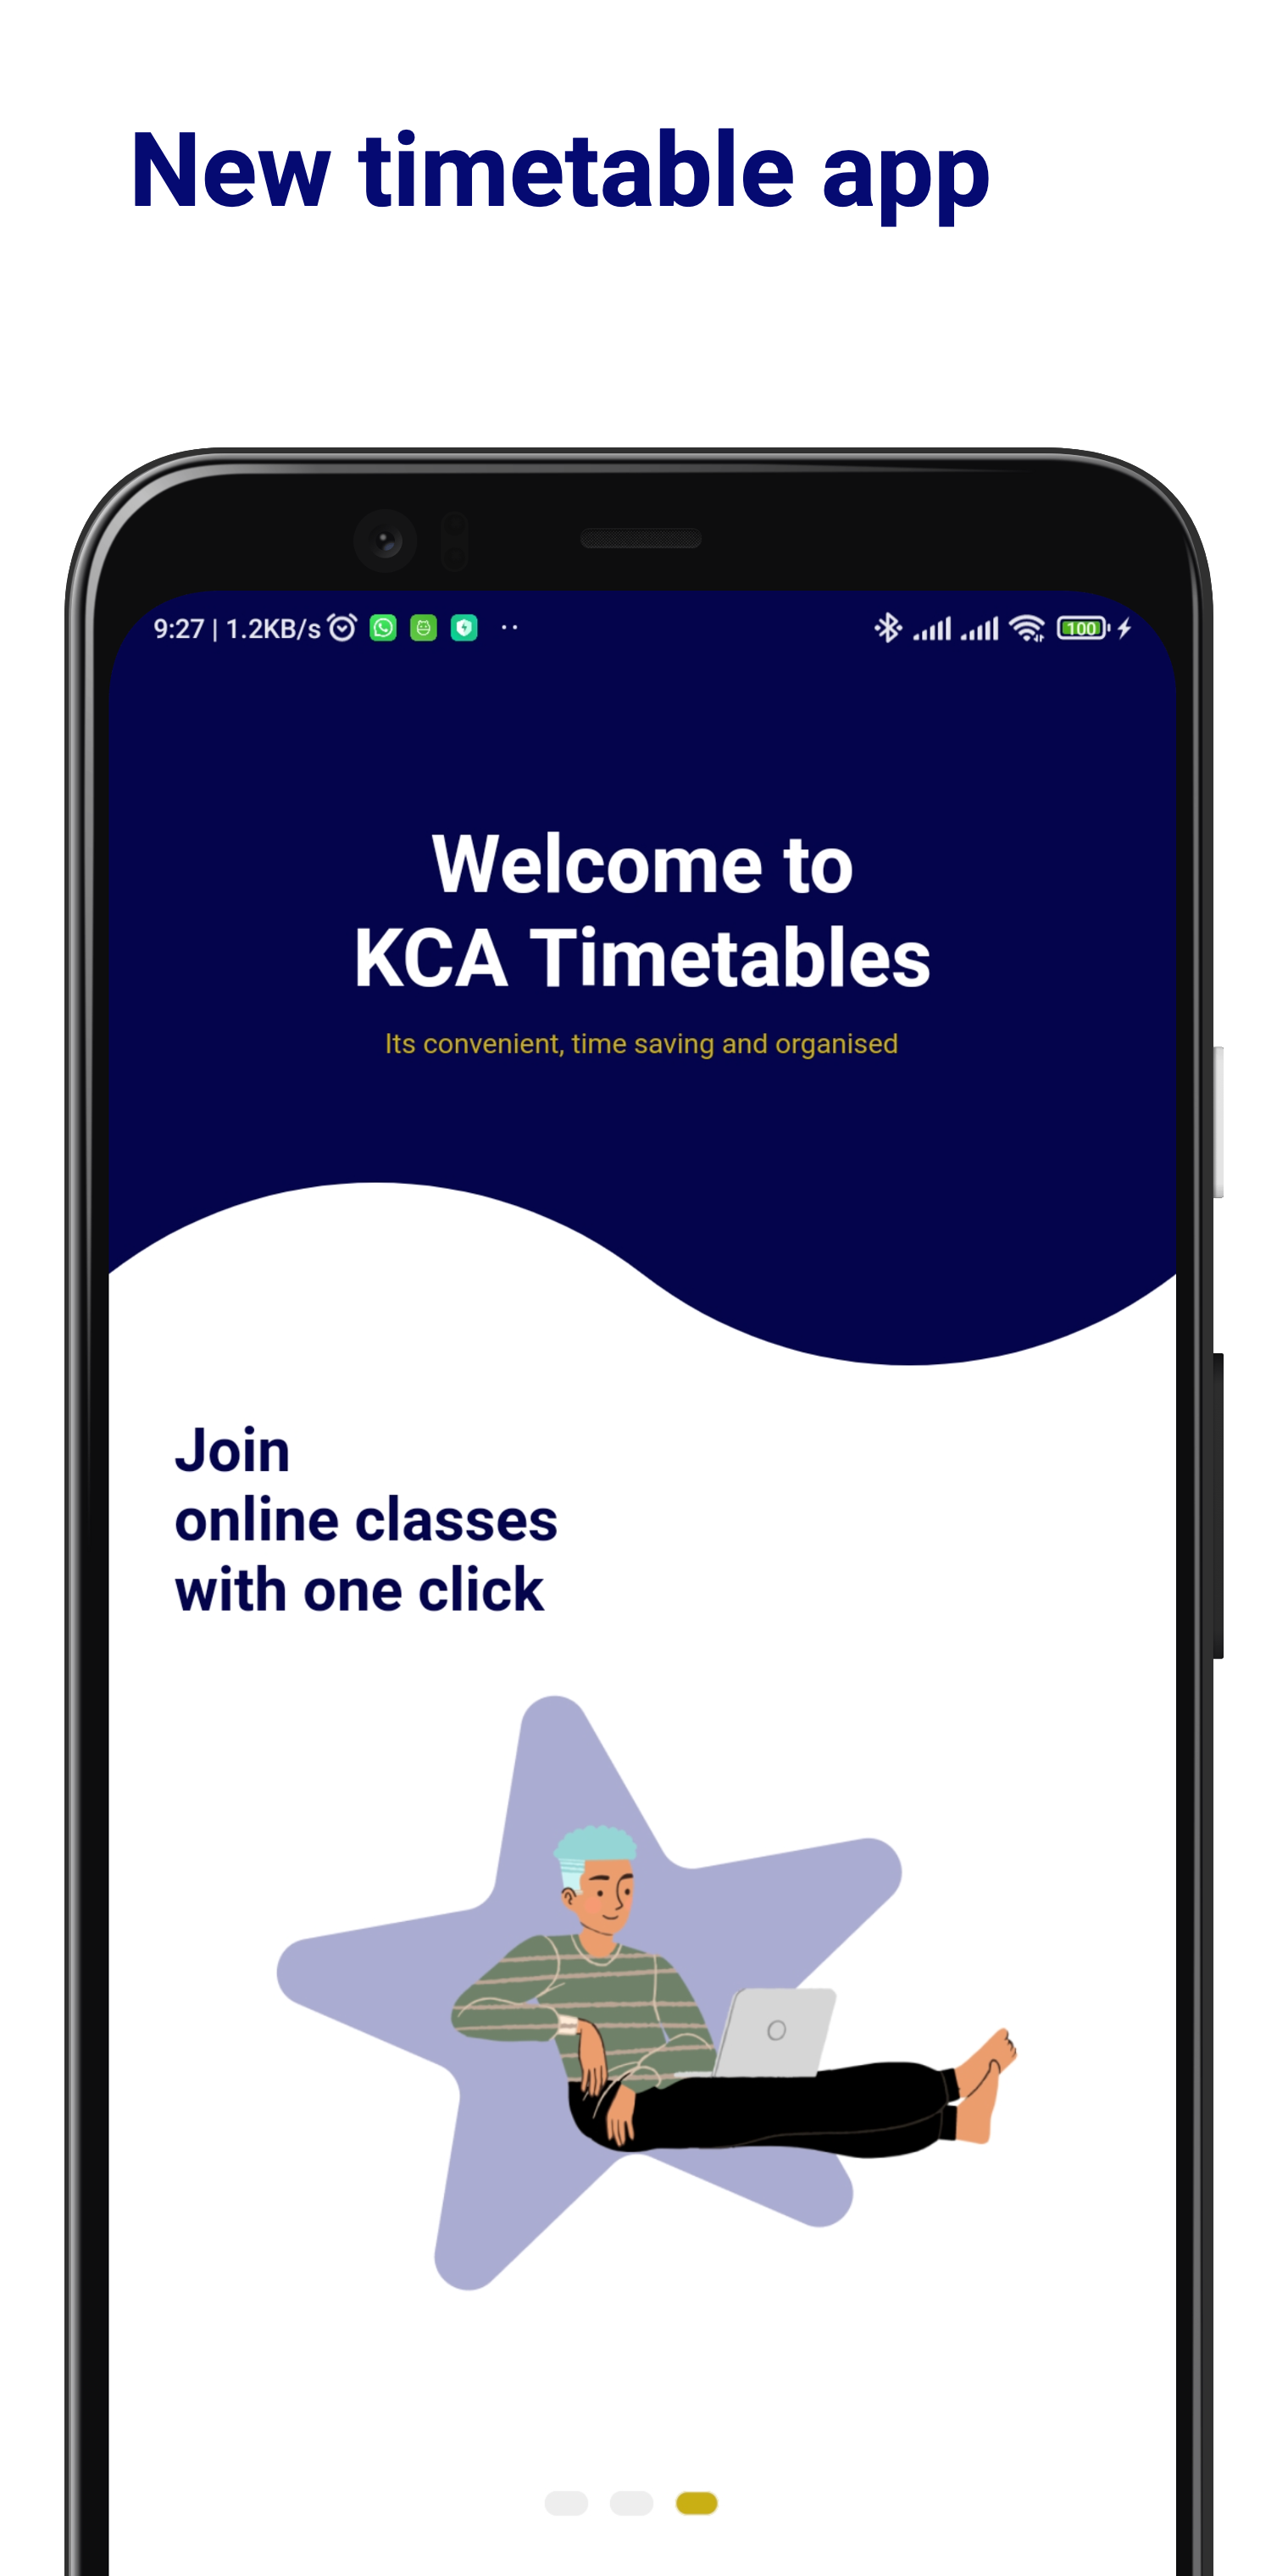 New timetable app
9:27 | 1.2KB/s
100
Welcome to
KCA Timetables
Its convenient, time saving and organised
Join
online classes
with one click